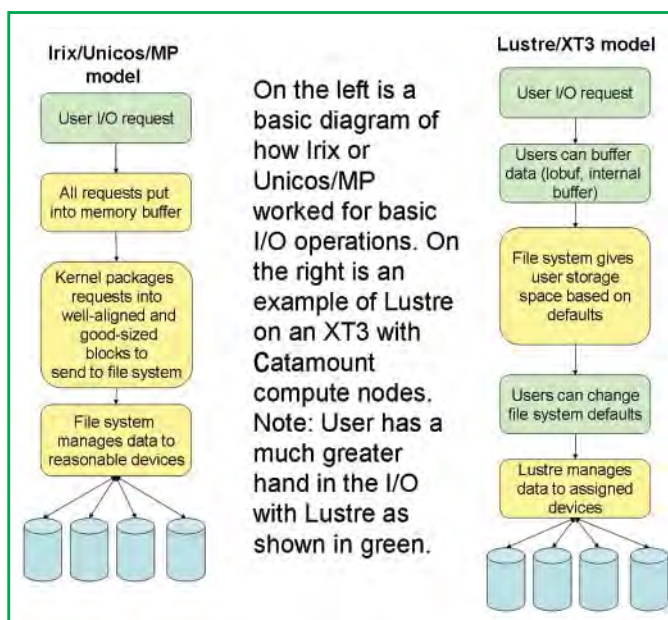 Irix/Unicos/MP
model
User I/O request
All requests put
into memory buffer
Kernel packages
requests into
well-aligned and
good-sized
blocks to
send to file system
File system
manages data to
reasonable devices
On the left is a
basic diagram of
how Irix or
Unicos/MP
worked for basic
I/O operations. On
the right is an
example of Lustre
on an XT3 with
Catamount
compute nodes.
Note: User has a
much greater
hand in the I/O
with Lustre as
shown in green.
Lustre/XT3 model
User I/O request
Users can buffer
data (Iobuf, internal
buffer)
File system gives
user storage
space based on
defaults
Users can change
file system defaults
Lustre manages
data to assigned
devices